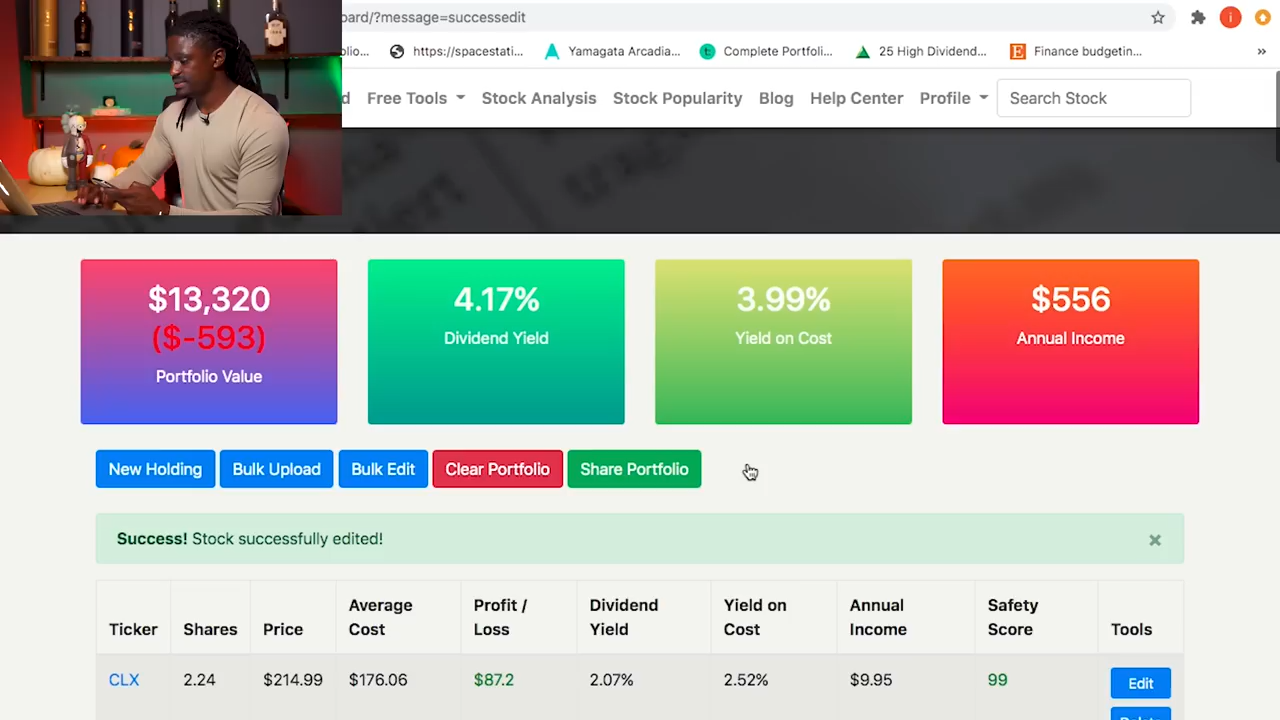 oard/?message=successedit
olio...
https://spacestati...
Yamagata Arcadia...
Complete Portfoli...
25 High Dividend...
Finance budgetin...
»
d
Free Tools
Stock Analysis
Stock Popularity
Blog
Help Center
Profile
Search Stock
$13,320
($-593)
Portfolio Value
4.17%
Dividend Yield
3.99%
Yield on Cost
$556
Annual Income
New Holding
Bulk Upload
Bulk Edit
Clear Portfolio
Share Portfolio
Success! Stock successfully edited!
×
Ticker
Shares
Price
Average
Cost
Profit /
Loss
Dividend
Yield
Yield on
Cost
Annual
Income
Safety
Score
Tools
CLX
2.24
$214.99
$176.06
$87.2
2.07%
2.52%
$9.95
99
Edit